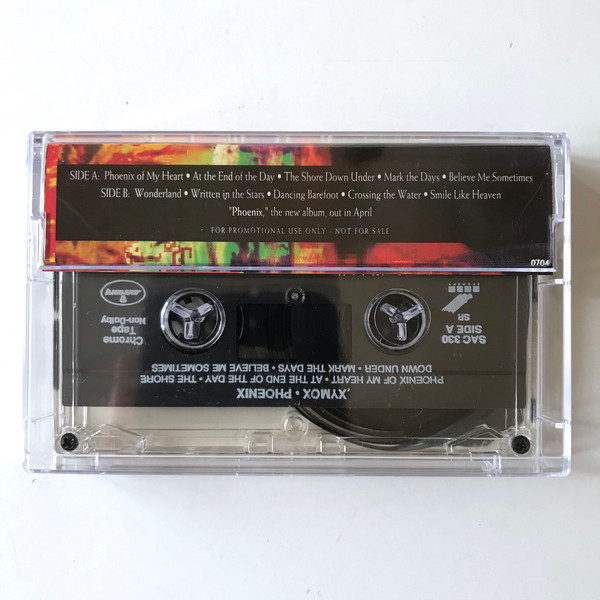 SIDE A: Phoenix of My Heart • At the End of the Day • The Shore Down Under • Mark the Days • Believe Me Sometimes
SIDE B: Wonderland • Written in the Stars • Dancing Barefoot • Crossing the Water • Smile Like Heaven
"Phoenix," the new album, out in April
FOR PROMOTIONAL USE ONLY · NOT FOR SALE
0704
XYMOX • PHOENIX
PHOENIX OF MY HEART • AT THE END OF THE DAY • THE SHORE
DOWN UNDER • MARK THE DAYS • BELIEVE ME SOMETIMES
SAC 330
SIDE A
SR
Chrome
Tape
Non-Dolby
mercury